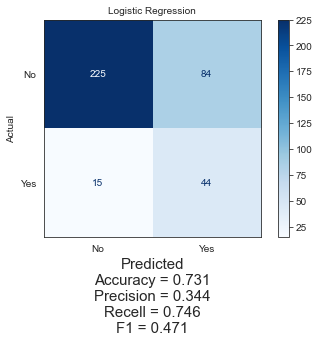 Logistic Regression
No
225
84
Actual
Yes
15
44
No
Yes
225
200
175
150
125
100
75
50
25
Predicted
Accuracy = 0.731
Precision = 0.344
Recell = 0.746
F1 = 0.471